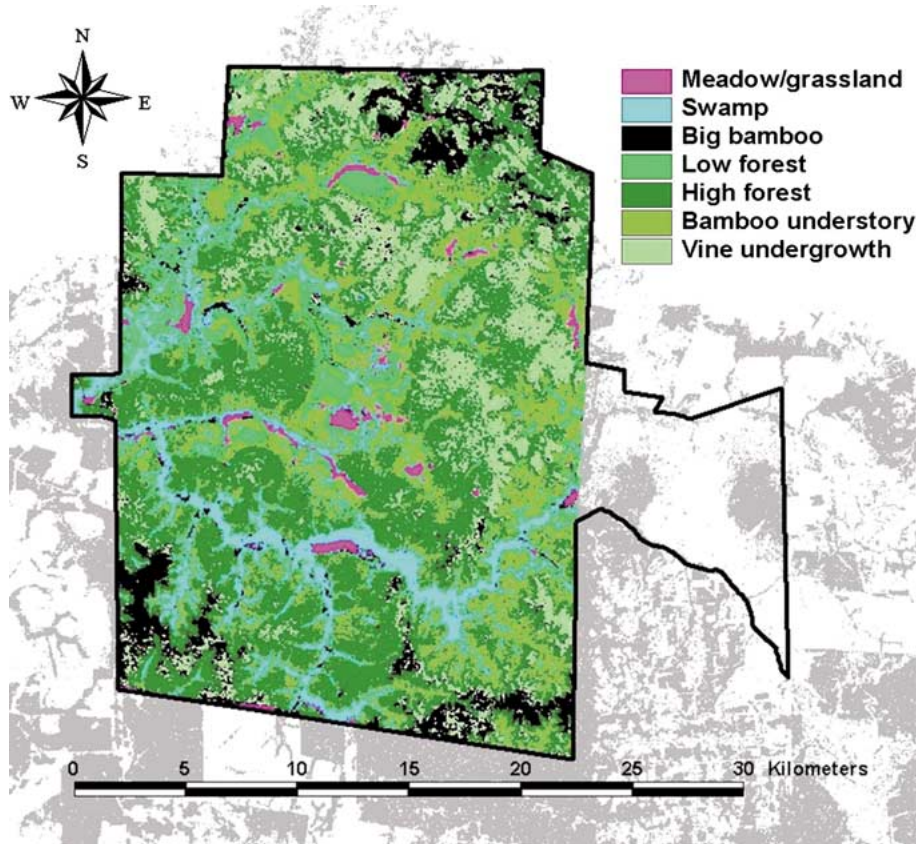 N
W E
S
Meadow/grassland
Swamp
Big bamboo
Low forest
High forest
Bamboo understory
Vine undergrowth
0 5 10 15 20 25 30 Kilometers